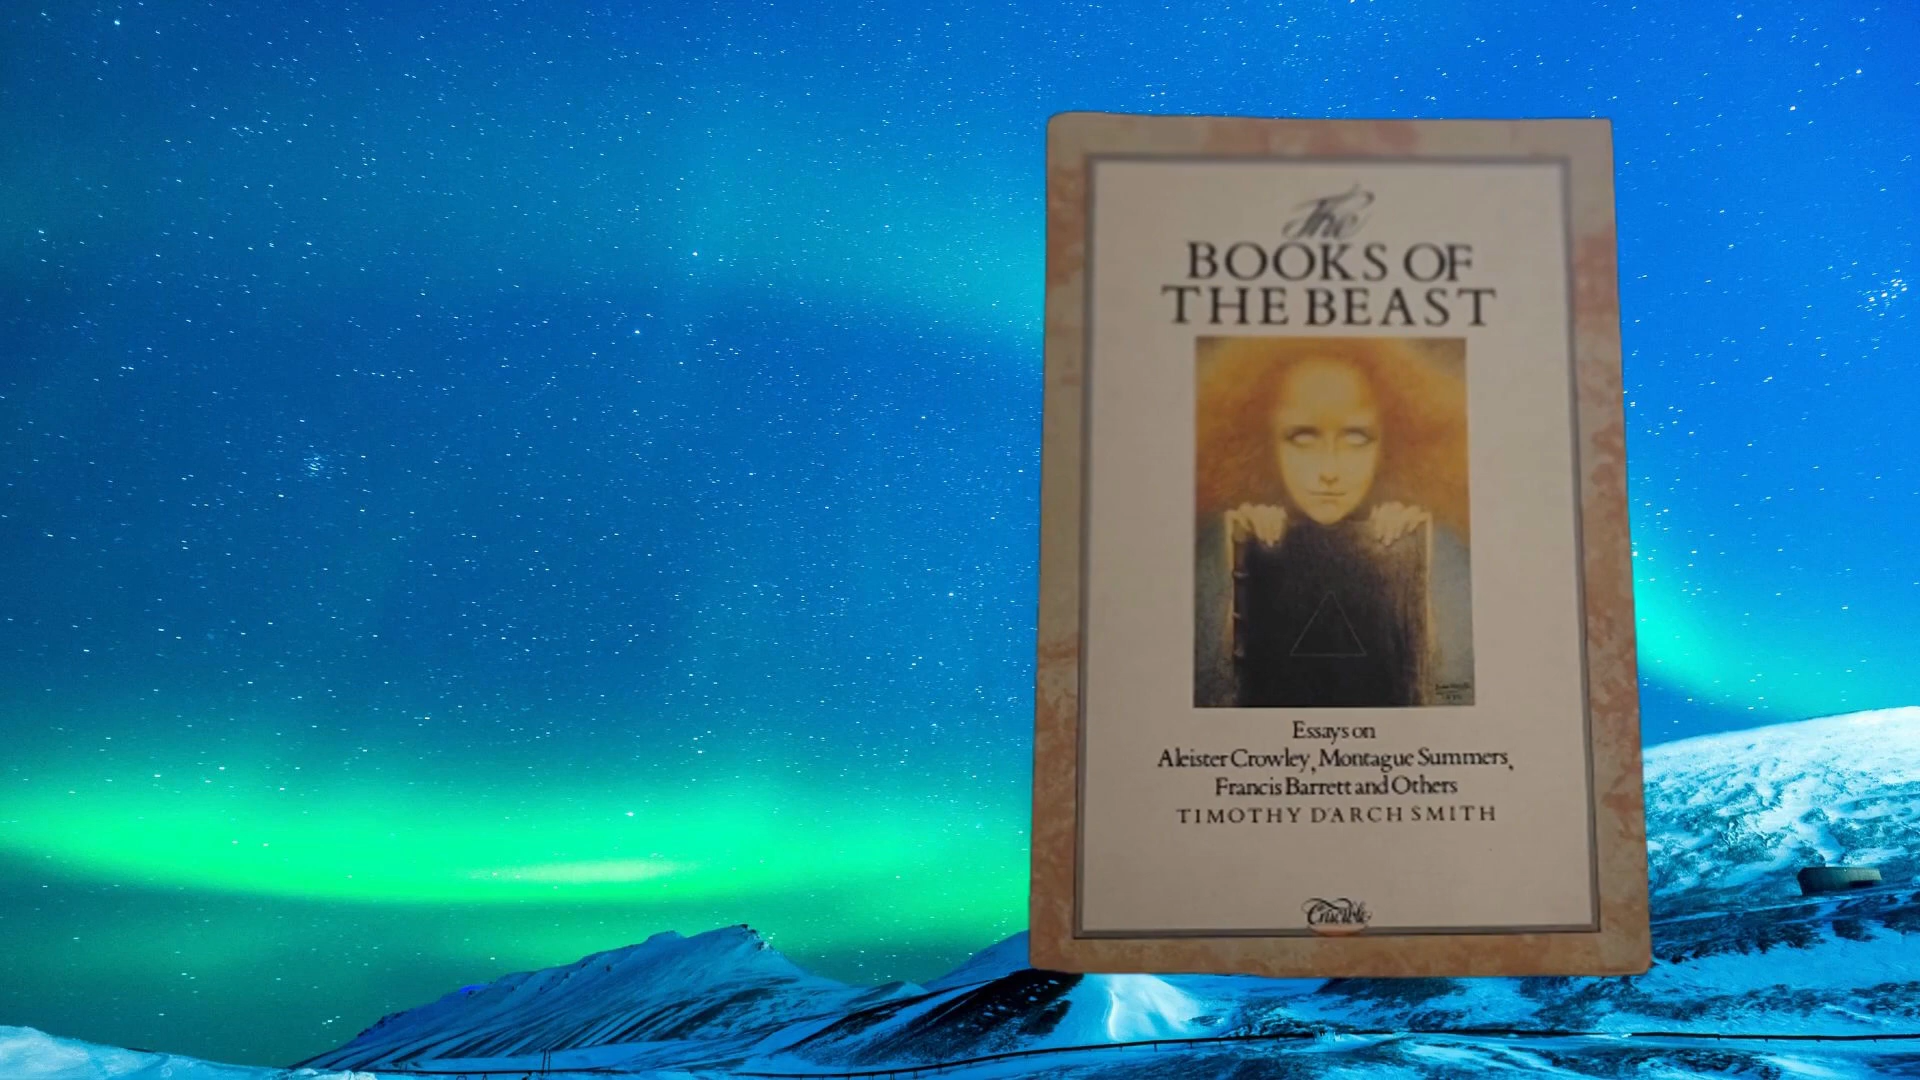 The
BOOKS OF
THE BEAST
Essays on
Aleister Crowley, Montague Summers,
Francis Barrett and Others
TIMOTHY D'ARCH SMITH
Crucible